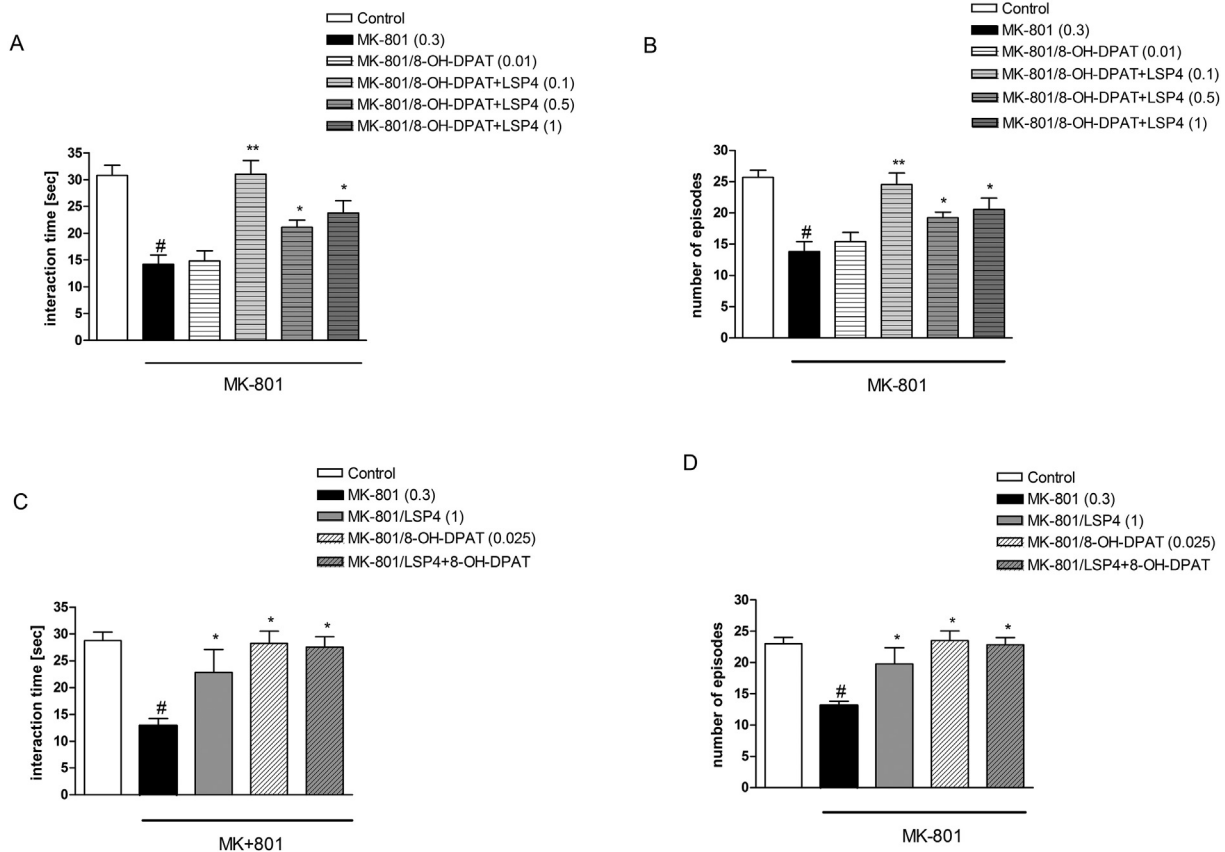 A
Control
MK-801 (0.3)
MK-801/8-OH-DPAT (0.01)
MK-801/8-OH-DPAT+LSP4 (0.1)
MK-801/8-OH-DPAT+LSP4 (0.5)
MK-801/8-OH-DPAT+LSP4 (1)
interaction time [sec]
35
30
25
20
15
10
5
0
#
**
*
*
MK-801
B
Control
MK-801 (0.3)
MK-801/8-OH-DPAT (0.01)
MK-801/8-OH-DPAT+LSP4 (0.1)
MK-801/8-OH-DPAT+LSP4 (0.5)
MK-801/8-OH-DPAT+LSP4 (1)
number of episodes
30
25
20
15
10
5
0
#
**
*
*
MK-801
C
Control
MK-801 (0.3)
MK-801/LSP4 (1)
MK-801/8-OH-DPAT (0.025)
MK-801/LSP4+8-OH-DPAT
interaction time [sec]
35
30
25
20
15
10
5
0
#
*
*
*
MK+801
D
Control
MK-801 (0.3)
MK-801/LSP4 (1)
MK-801/8-OH-DPAT (0.025)
MK-801/LSP4+8-OH-DPAT
number of episodes
30
25
20
15
10
5
0
#
*
*
*
MK-801